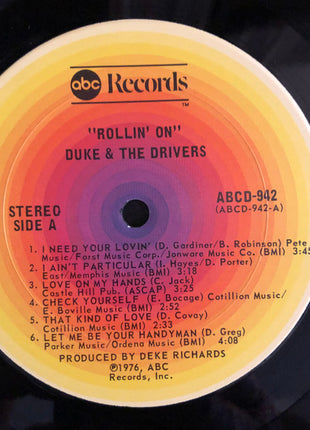 abc Records
TM
"ROLLIN' ON"
DUKE & THE DRIVERS
STEREO
SIDE A
ABCD-942
(ABCD-942-A)
1. I NEED YOUR LOVIN' (D. Gardiner/B. Robinson) Pete
Music/Forst Music Corp./Jonware Music Co. (BMI) 3:45
2. I AIN'T PARTICULAR (I. Hayes/D. Porter)
East/Memphis Music (BMI) 3:18
3. LOVE ON MY HANDS (C. Jack)
Castle Hill Pub. (ASCAP) 3:25
4. CHECK YOURSELF (E. Bocage) Cotillion Music/
E. Boville Music (BMI) 2:52
5. THAT KIND OF LOVE (D. Covay)
Cotillion Music (BMI) 2:33
6. LET ME BE YOUR HANDYMAN (D. Greg)
Parker Music/Ordena Music (BMI) 4:08
PRODUCED BY DEKE RICHARDS
℗1976, ABC
Records, Inc.